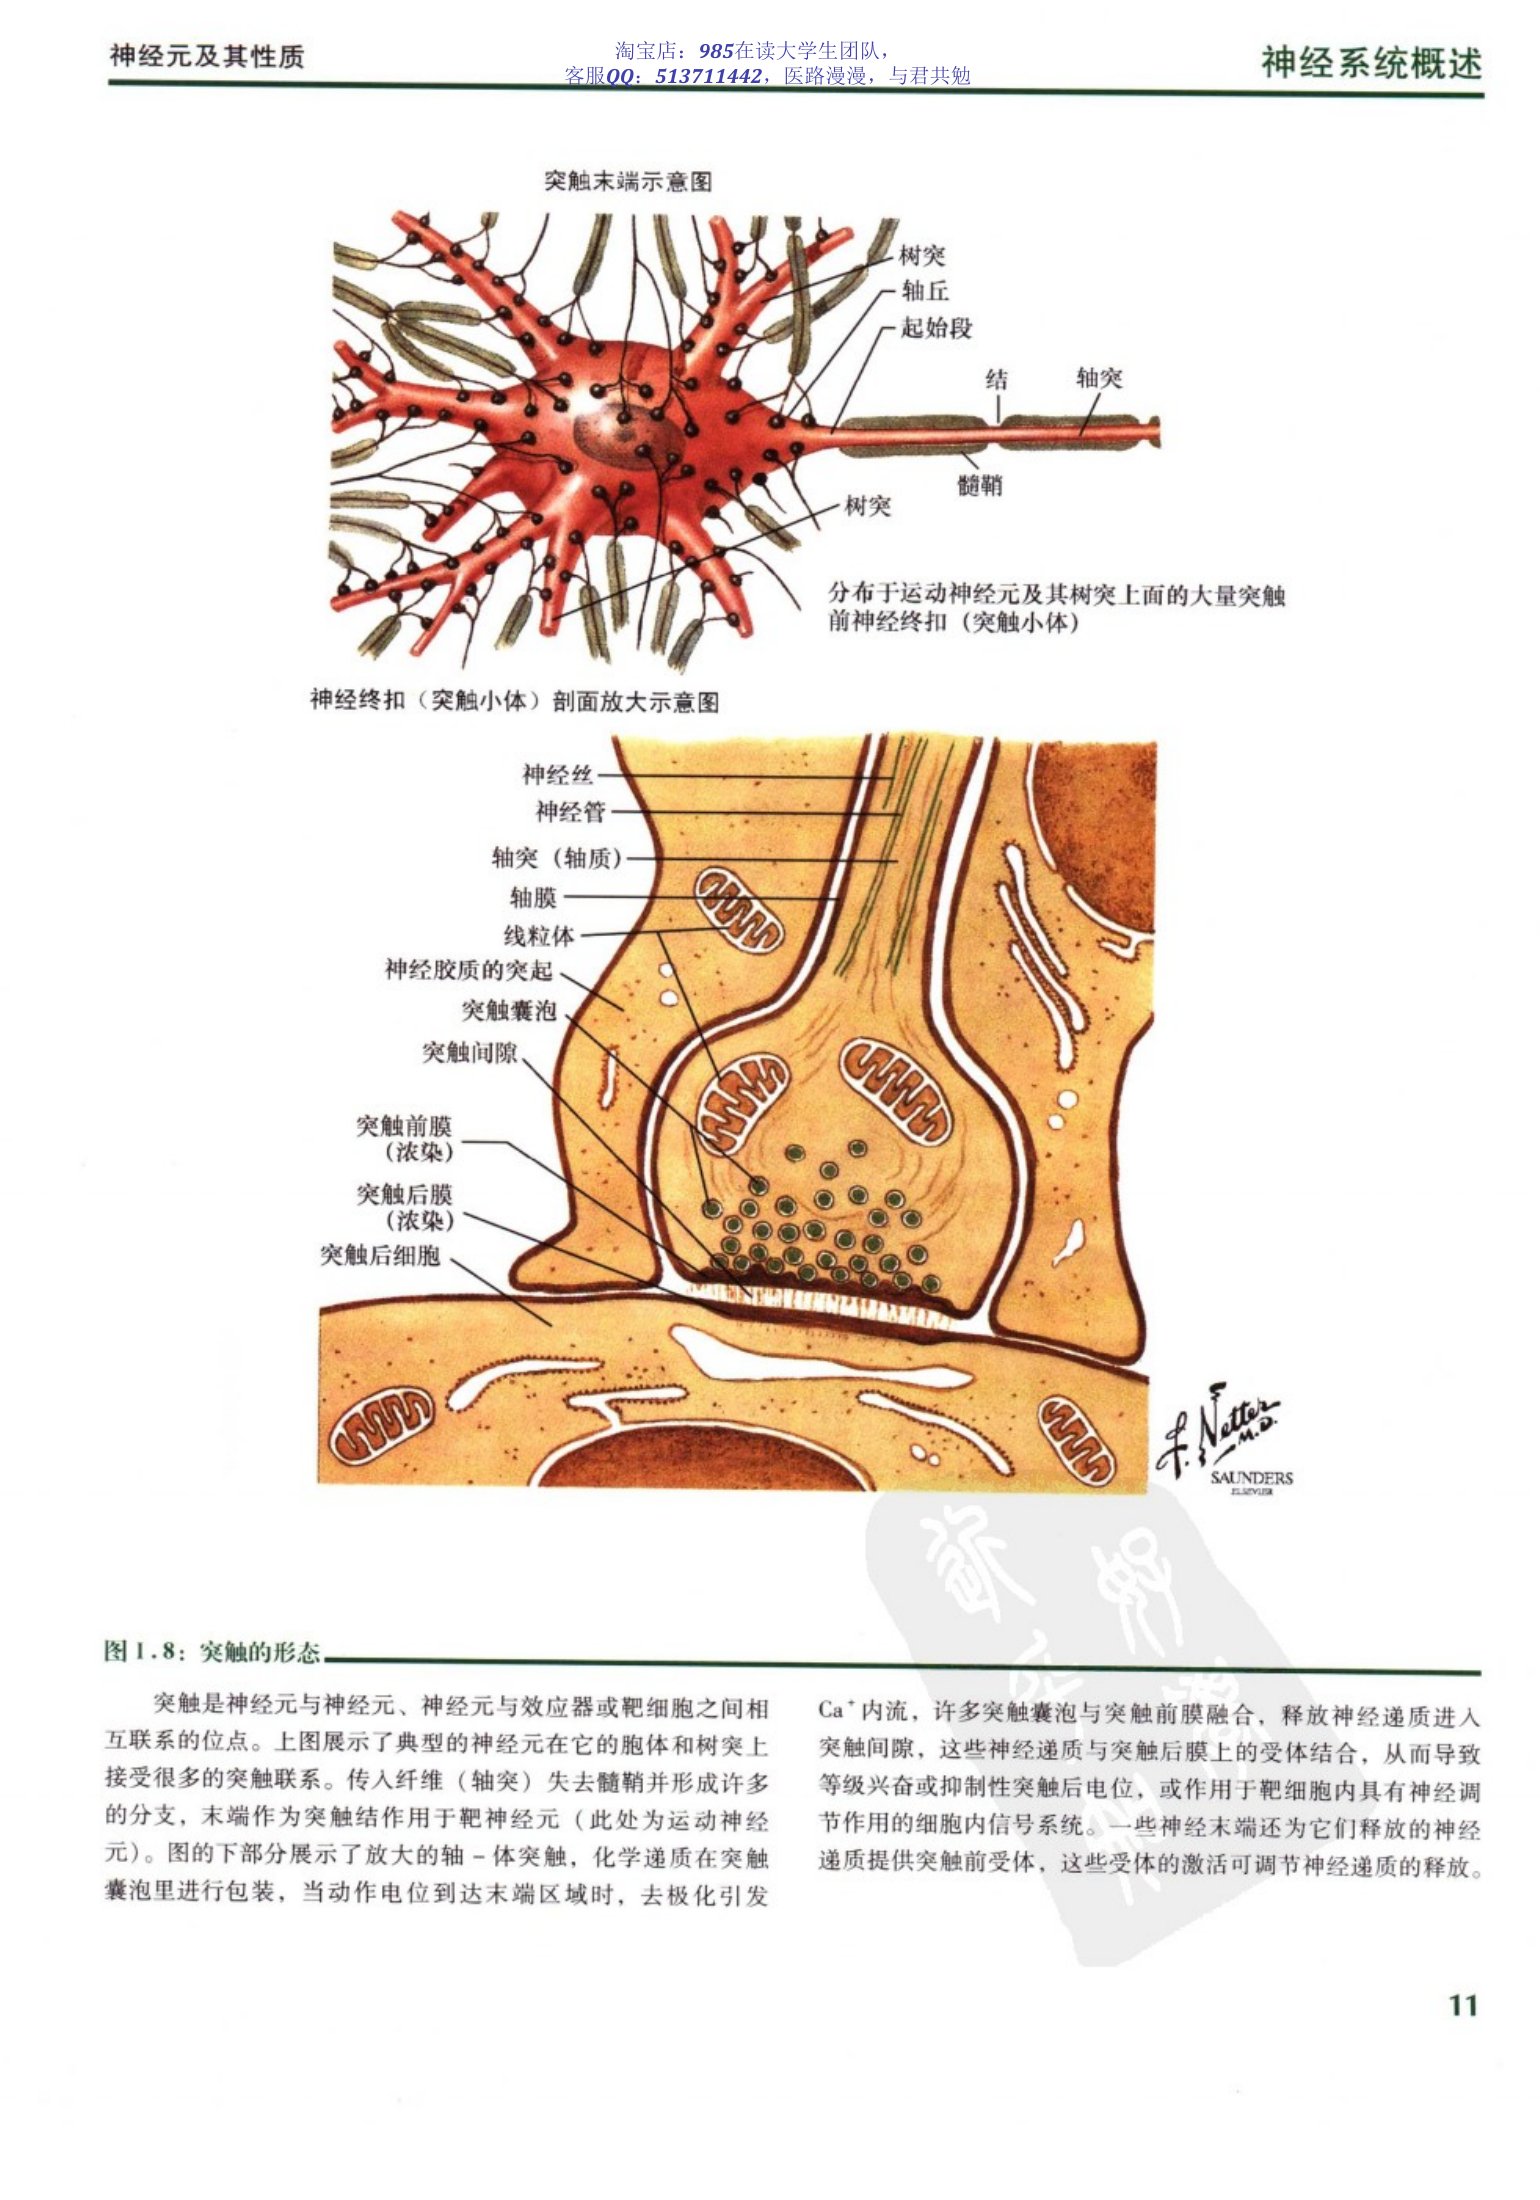 神经元及其性质
淘宝店：985在读大学生团队，
客服QQ：513711442，医路漫漫，与君共勉
神经系统概述
突触末端示意图
树突
轴丘
起始段
结
轴突
髓鞘
树突
分布于运动神经元及其树突上面的大量突触
前神经终扣（突触小体）
神经终扣（突触小体）剖面放大示意图
神经丝
神经管
轴突（轴质）
轴膜
线粒体
神经胶质的突起
突触囊泡
突触间隙
突触前膜
（浓染）
突触后膜
（浓染）
突触后细胞
F. Netter
M.D.
SAUNDERS
ELSEVIER
图 1.8：突触的形态
突触是神经元与神经元、神经元与效应器或靶细胞之间相
互联系的位点。上图展示了典型的神经元在它的胞体和树突上
接受很多的突触联系。传入纤维（轴突）失去髓鞘并形成许多
的分支，末端作为突触结作用于靶神经元（此处为运动神经
元）。图的下部分展示了放大的轴－体突触，化学递质在突触
囊泡里进行包装，当动作电位到达末端区域时，去极化引发
Ca⁺内流，许多突触囊泡与突触前膜融合，释放神经递质进入
突触间隙，这些神经递质与突触后膜上的受体结合，从而导致
等级兴奋或抑制性突触后电位，或作用于靶细胞内具有神经调
节作用的细胞内信号系统。一些神经末端还为它们释放的神经
递质提供突触前受体，这些受体的激活可调节神经递质的释放。
11